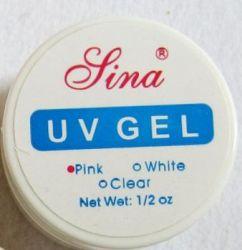 Sina®
UV GEL
Pink White
Clear
Net Wet: 1/2 oz